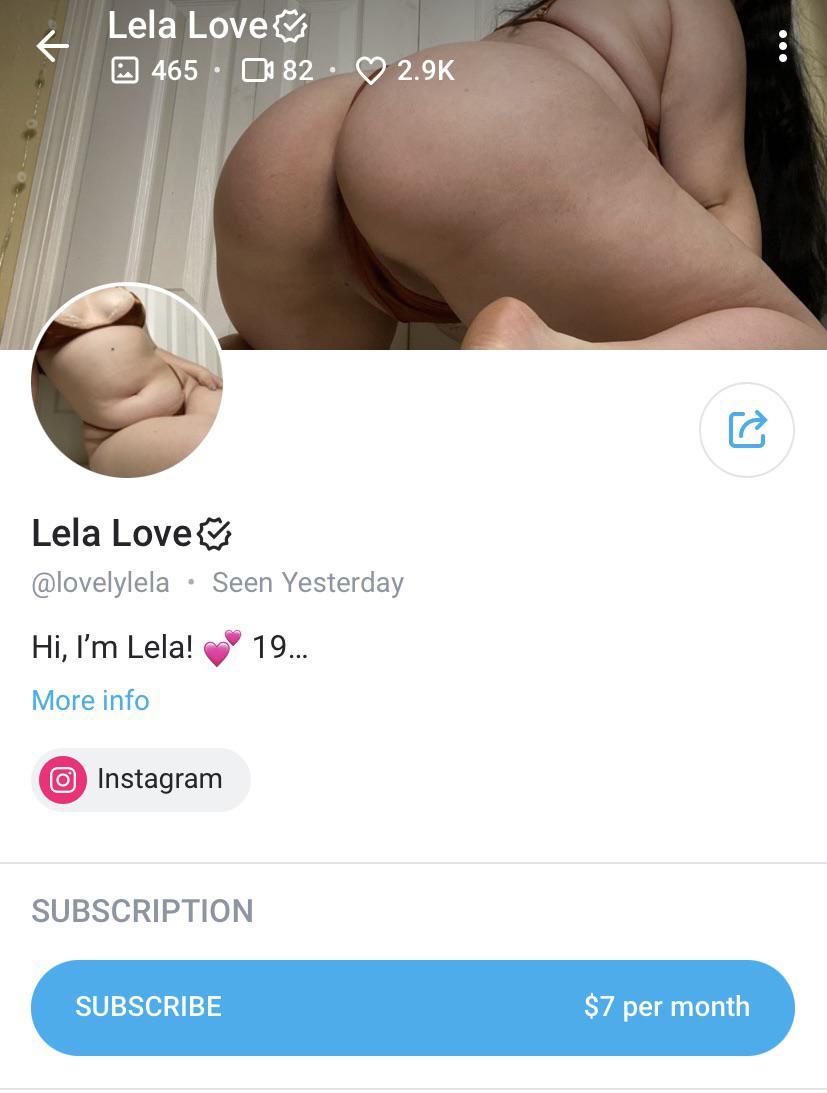 Lela Love
465 • 82 • 2.9K
Lela Love
@lovelylela • Seen Yesterday
Hi, I’m Lela! 💕 19...
More info
Instagram
SUBSCRIPTION
SUBSCRIBE $7 per month